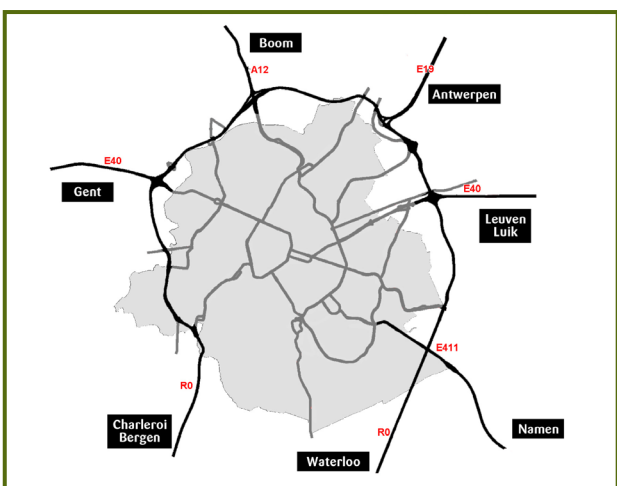 Boom
A12
E19
Antwerpen
E40
Gent
E40
Leuven
Luik
E411
R0
Charleroi
Bergen
R0
Namen
Waterloo